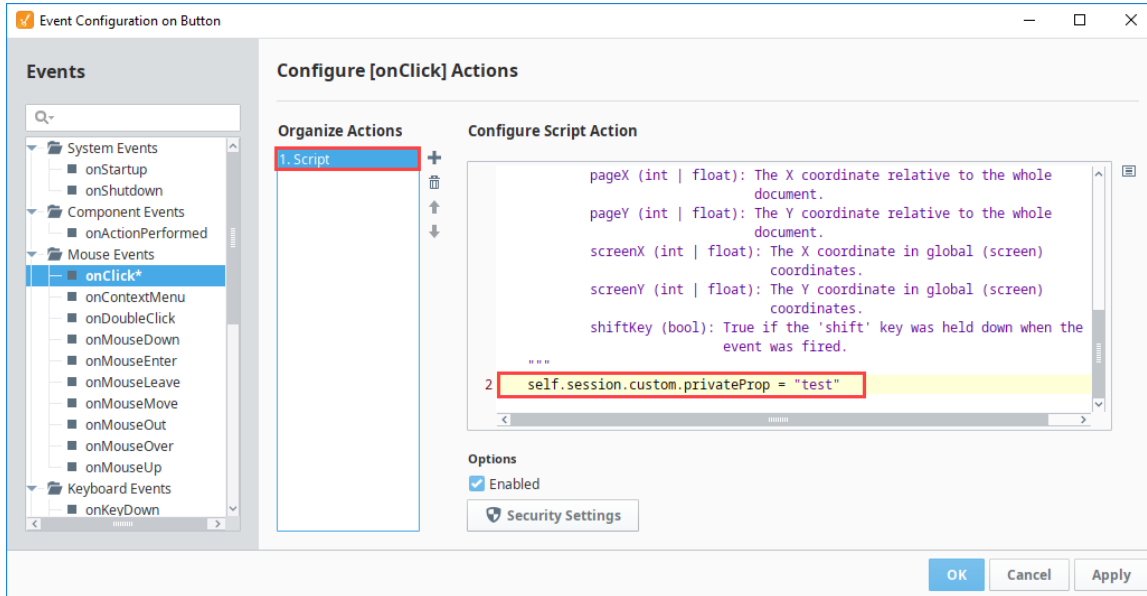 Event Configuration on Button
Events
System Events
onStartup
onShutdown
Component Events
onActionPerformed
Mouse Events
onClick*
onContextMenu
onDoubleClick
onMouseDown
onMouseEnter
onMouseLeave
onMouseMove
onMouseOut
onMouseOver
onMouseUp
Keyboard Events
onKeyDown
Configure [onClick] Actions
Organize Actions
1. Script
Configure Script Action
pageX (int | float): The X coordinate relative to the whole
document.
pageY (int | float): The Y coordinate relative to the whole
document.
screenX (int | float): The X coordinate in global (screen)
coordinates.
screenY (int | float): The Y coordinate in global (screen)
coordinates.
shiftKey (bool): True if the 'shift' key was held down when the
event was fired.
"""
2 self.session.custom.privateProp = "test"
Options
Enabled
Security Settings
OK Cancel Apply